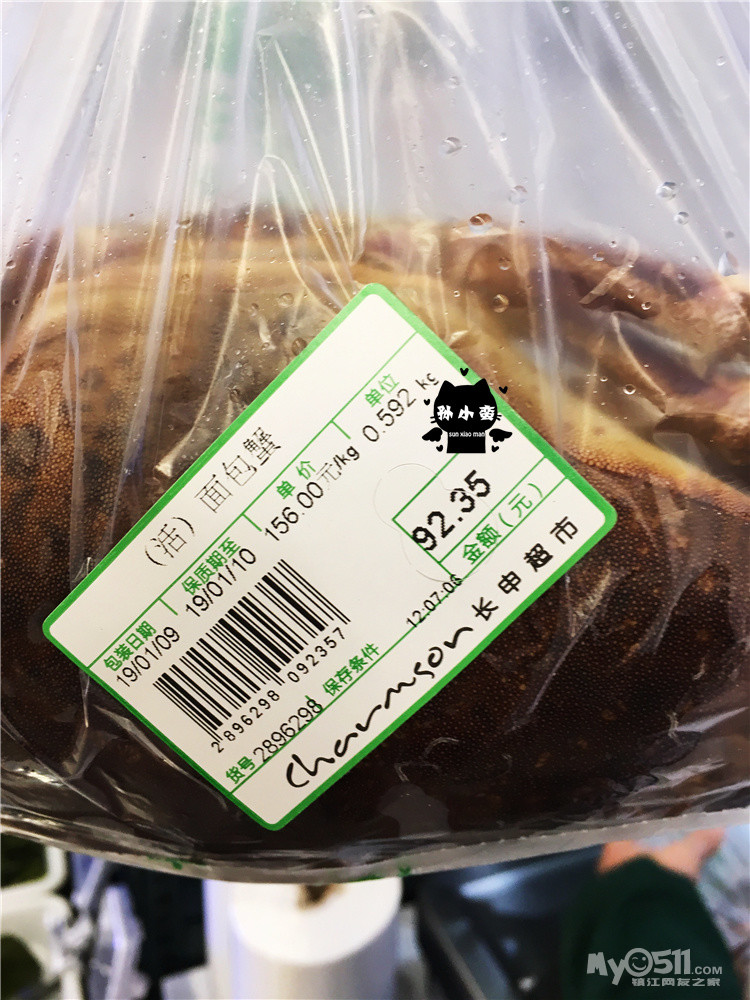 (活) 面包蟹
包装日期 保质期至 单价 单位
19/01/09 19/01/10 156.00元/kg 0.592 kg
2 896298 092357
92.35
金额(元)
货号 2896298 保存条件 12:07:06
charmson 长申超市
孙小蛮
sun xiao man
My0511.COM
镇江网友之家